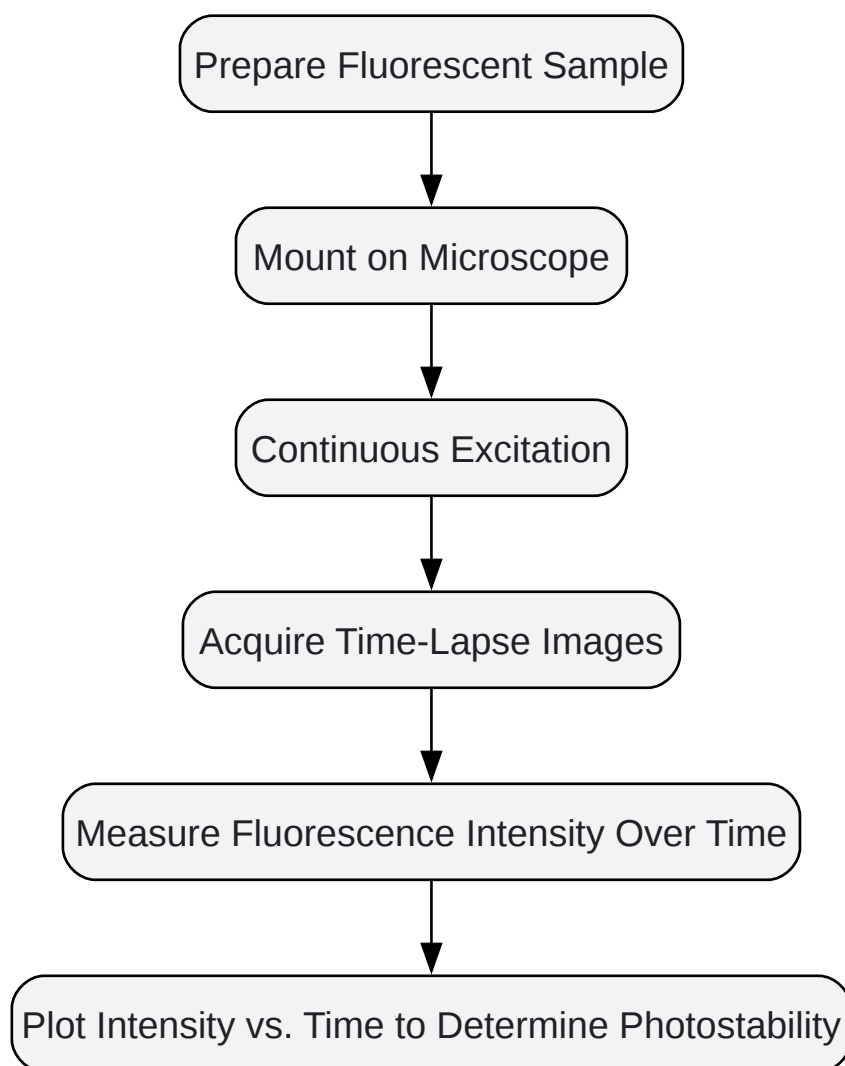 Prepare Fluorescent Sample
Mount on Microscope
Continuous Excitation
Acquire Time-Lapse Images
Measure Fluorescence Intensity Over Time
Plot Intensity vs. Time to Determine Photostability